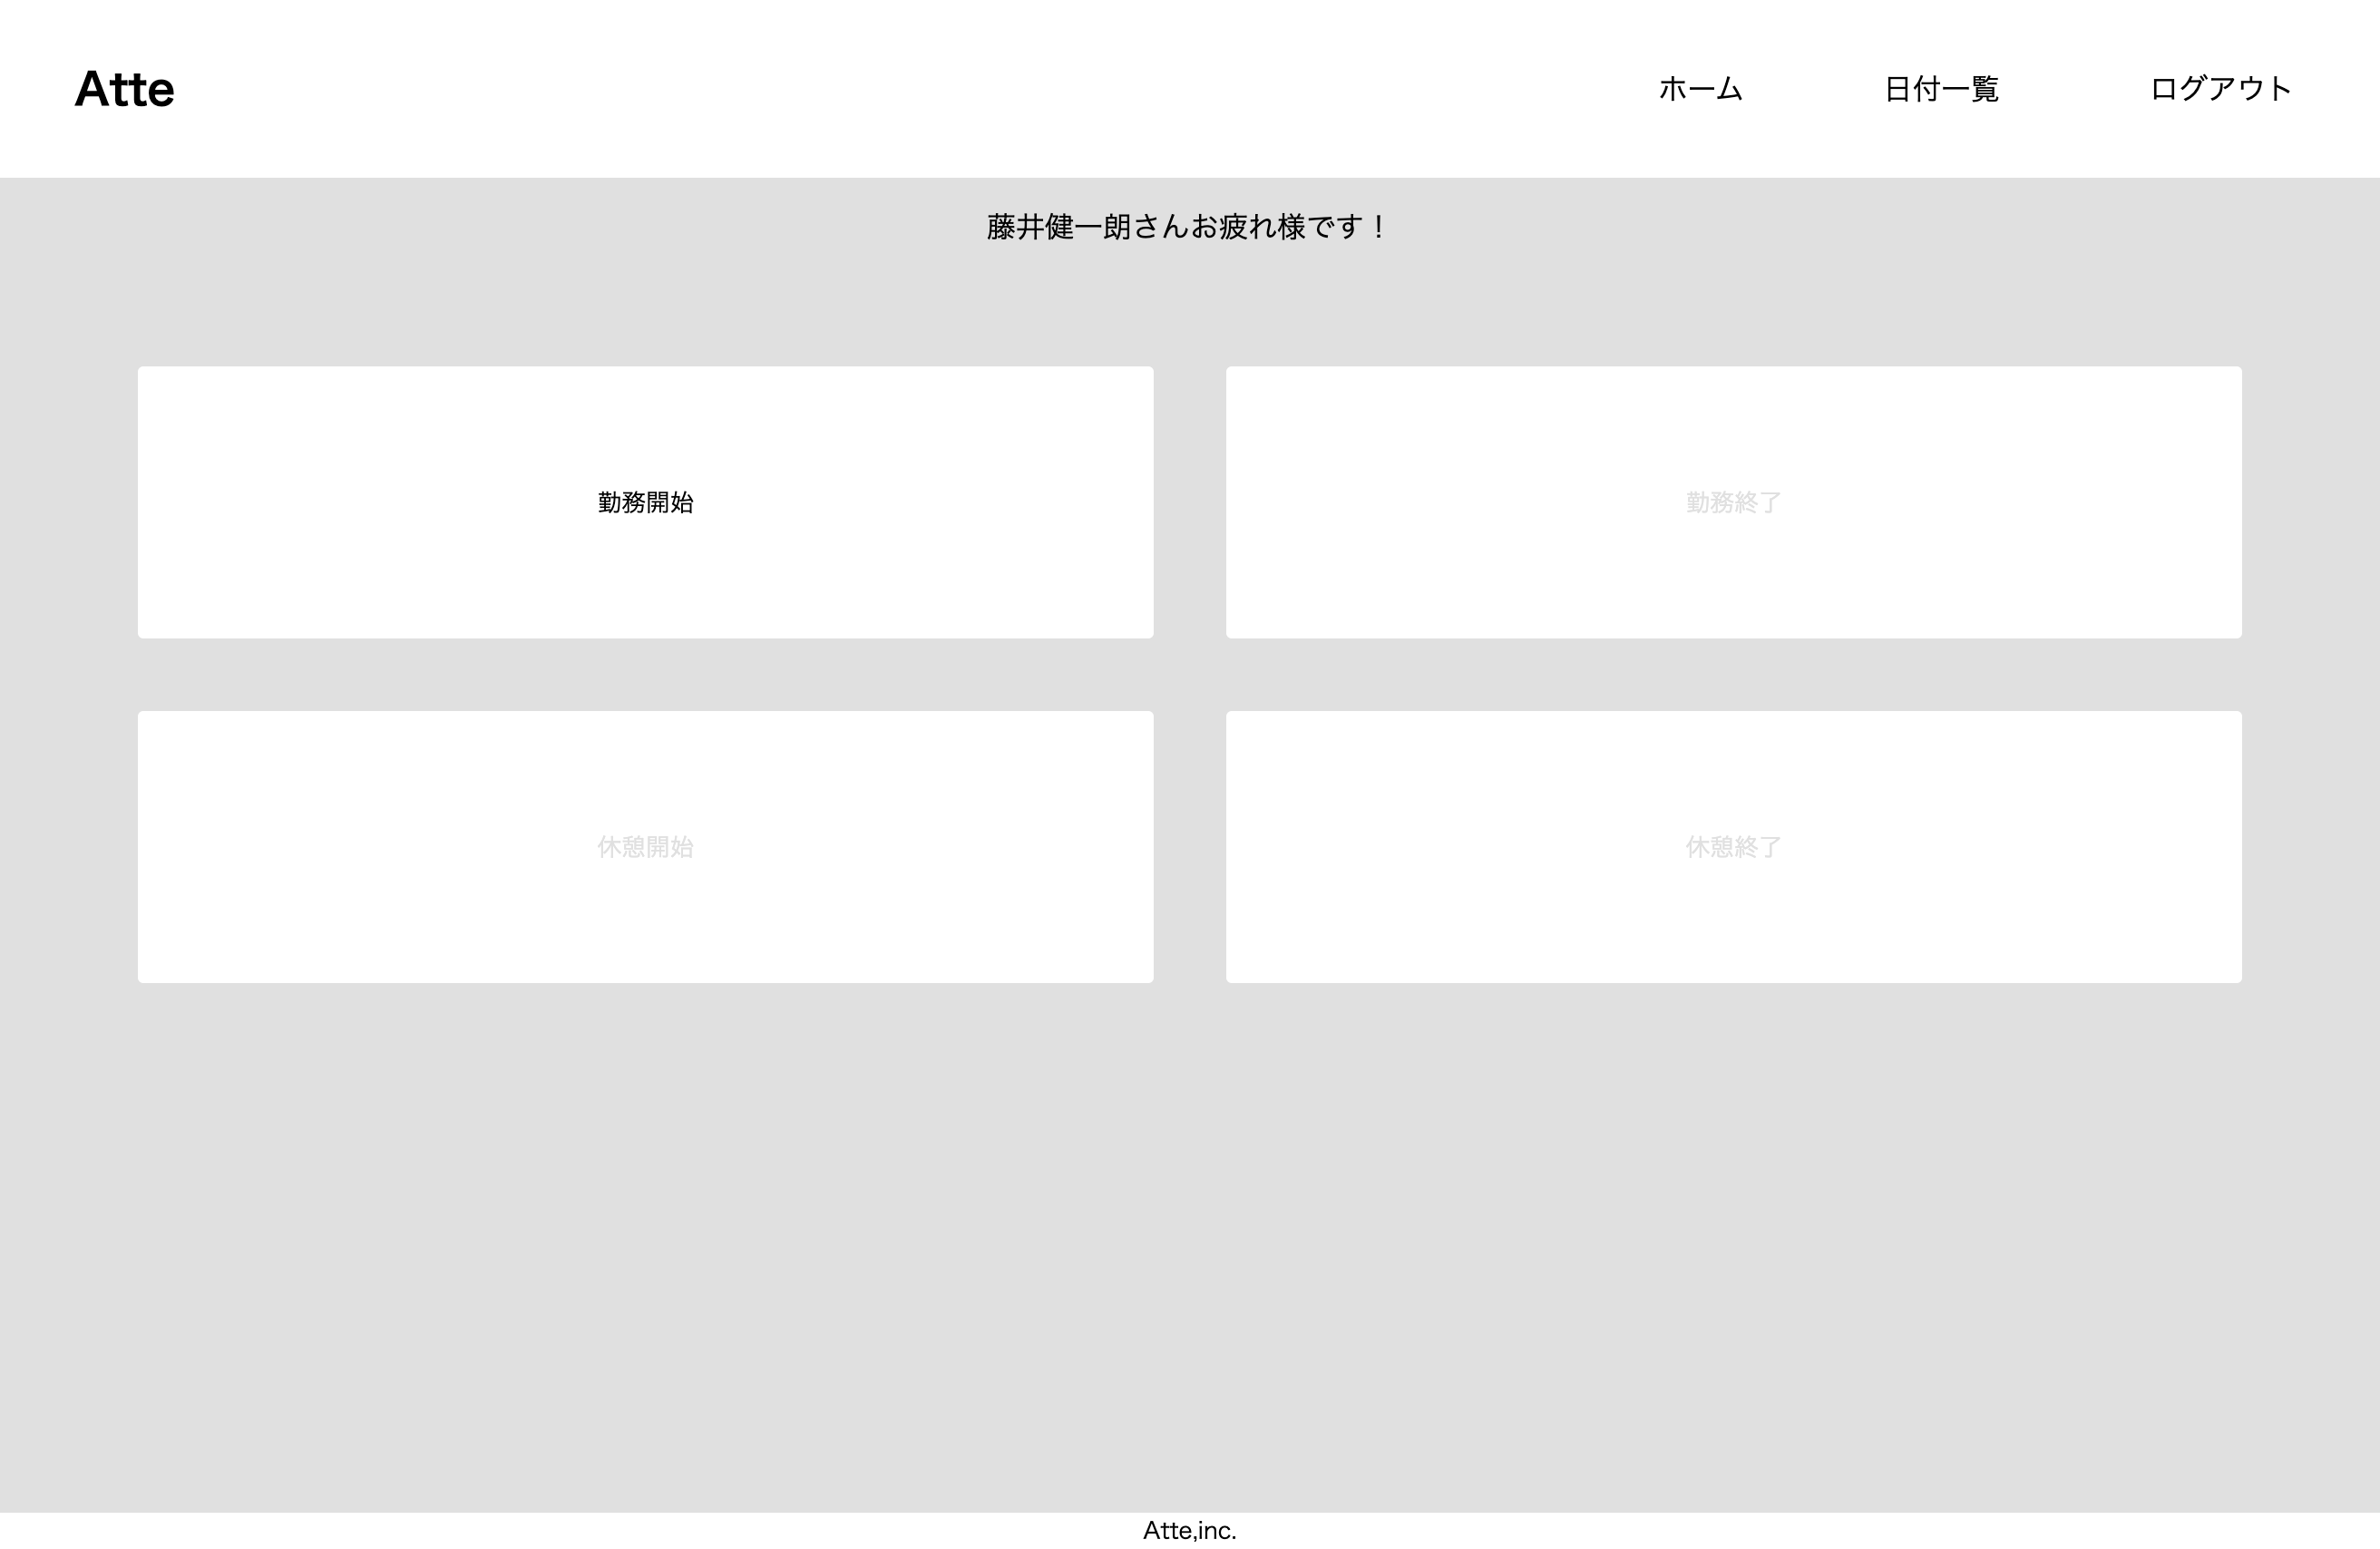 Atte
ホーム 日付一覧 ログアウト
藤井健一朗さんお疲れ様です！
勤務開始 勤務終了
休憩開始 休憩終了
Atte,inc.